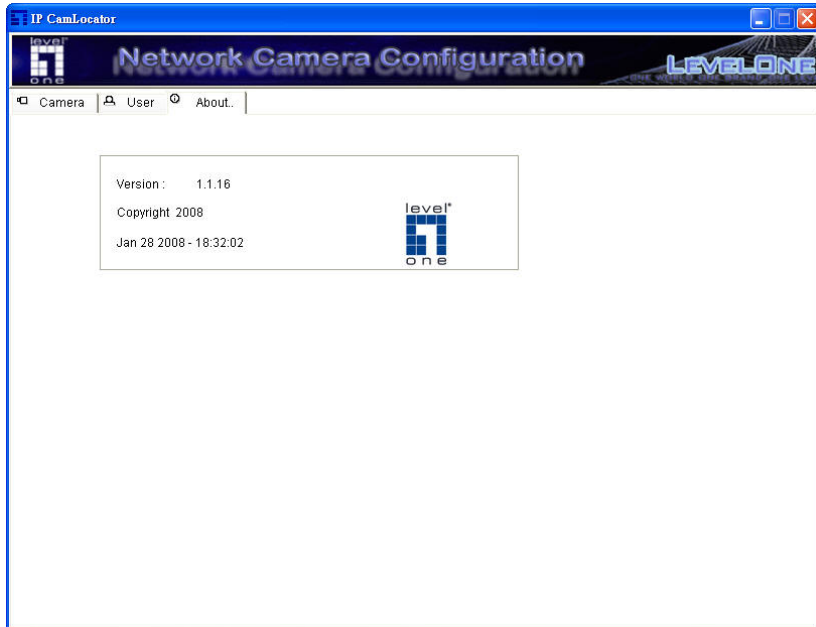 IP CamLocator
level one
Network Camera Configuration
LEVELONE
Camera User About..
Version : 1.1.16
Copyright 2008
level one
Jan 28 2008 - 18:32:02